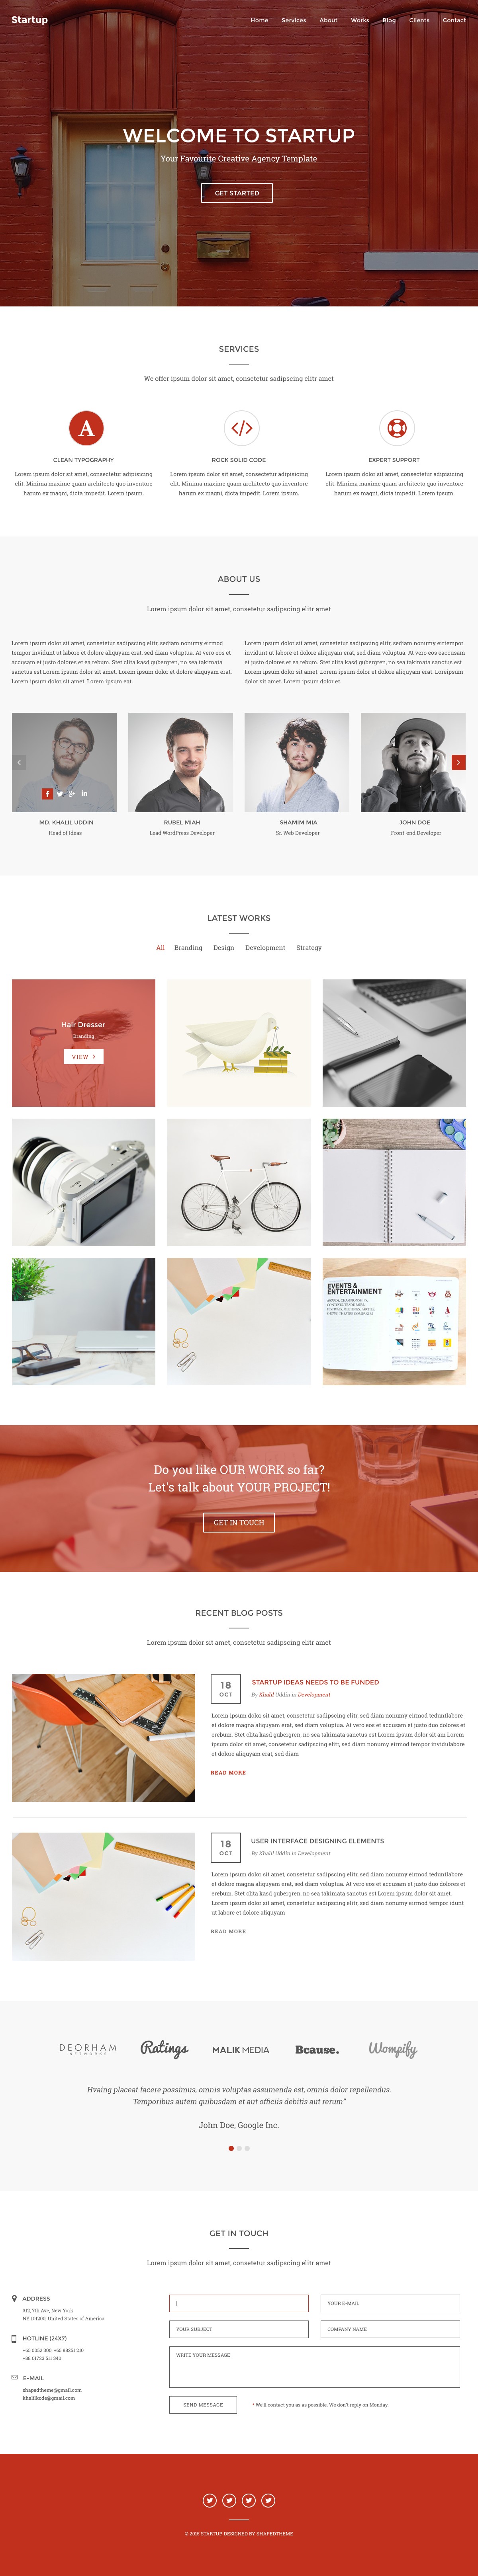 Startup
Home Services About Works Blog Clients Contact
WELCOME TO STARTUP
Your Favourite Creative Agency Template
GET STARTED
SERVICES
We offer ipsum dolor sit amet, consetetur sadipscing elitr amet
A
CLEAN TYPOGRAPHY
Lorem ipsum dolor sit amet, consectetur adipisicing
elit. Minima maxime quam architecto quo inventore
harum ex magni, dicta impedit. Lorem ipsum.
ROCK SOLID CODE
Lorem ipsum dolor sit amet, consectetur adipisicing
elit. Minima maxime quam architecto quo inventore
harum ex magni, dicta impedit. Lorem ipsum.
EXPERT SUPPORT
Lorem ipsum dolor sit amet, consectetur adipisicing
elit. Minima maxime quam architecto quo inventore
harum ex magni, dicta impedit. Lorem ipsum.
ABOUT US
Lorem ipsum dolor sit amet, consetetur sadipscing elitr amet
Lorem ipsum dolor sit amet, consetetur sadipscing elitr, sediam nonumy eirmod
tempor invidunt ut labore et dolore aliquyam erat, sed diam voluptua. At vero eos et
accusam et justo dolores et ea rebum. Stet clita kasd gubergren, no sea takimata
sanctus est Lorem ipsum dolor sit amet. Lorem ipsum dolor et dolore aliquyam erat.
Lorem ipsum dolor sit amet. Lorem ipsum eat.
Lorem ipsum dolor sit amet, consetetur sadipscing elitr, sediam nonumy eirtempor
invidunt ut labore et dolore aliquyam erat, sed diam voluptua. At vero eos eaccusam
et justo dolores et ea rebum. Stet clita kasd gubergren, no sea takimata sanctus est
Lorem ipsum dolor sit amet. Lorem ipsum dolor et dolore aliquyam erat. Loreipsum
dolor sit amet. Lorem ipsum dolor et.
MD. KHALIL UDDIN
Head of Ideas
RUBEL MIAH
Lead WordPress Developer
SHAMIM MIA
Sr. Web Developer
JOHN DOE
Front-end Developer
LATEST WORKS
All Branding Design Development Strategy
Hair Dresser
Branding
VIEW
EVENTS &
ENTERTAINMENT
Do you like OUR WORK so far?
Let's talk about YOUR PROJECT!
GET IN TOUCH
RECENT BLOG POSTS
Lorem ipsum dolor sit amet, consetetur sadipscing elitr amet
18
OCT
STARTUP IDEAS NEEDS TO BE FUNDED
By Khalil Uddin in Development
Lorem ipsum dolor sit amet, consetetur sadipscing elitr, sed diam nonumy eirmod teduntlabore
et dolore magna aliquyam erat, sed diam voluptua. At vero eos et accusam et justo duo dolores et
erebum. Stet clita kasd gubergren, no sea takimata sanctus est Lorem ipsum dolor sit am Lorem
ipsum dolor sit amet, consetetur sadipscing elitr, sed diam nonumy eirmod tempor invidulabore
et dolore aliquyam erat, sed diam
READ MORE
18
OCT
USER INTERFACE DESIGNING ELEMENTS
By Khalil Uddin in Development
Lorem ipsum dolor sit amet, consetetur sadipscing elitr, sed diam nonumy eirmod teduntlabore
et dolore magna aliquyam erat, sed diam voluptua. At vero eos et accusam et justo duo dolores et
erebum. Stet clita kasd gubergren, no sea takimata sanctus est Lorem ipsum dolor sit amet.
Lorem ipsum dolor sit amet, consetetur sadipscing elitr, sed diam nonumy eirmod tempor idunt
ut labore et dolore aliquyam
READ MORE
DEORHAM
NETWORKS
Ratings
MALIK MEDIA
Bcause.
Wompify
Hvaing placeat facere possimus, omnis voluptas assumenda est, omnis dolor repellendus.
Temporibus autem quibusdam et aut officiis debitis aut rerum"
John Doe, Google Inc.
GET IN TOUCH
Lorem ipsum dolor sit amet, consetetur sadipscing elitr amet
ADDRESS
312, 7th Ave, New York
NY 101200, United States of America
HOTLINE (24X7)
+65 0052 300, +65 88251 210
+88 01723 511 340
E-MAIL
shapedtheme@gmail.com
khalilkode@gmail.com
YOUR E-MAIL
YOUR SUBJECT
COMPANY NAME
WRITE YOUR MESSAGE
SEND MESSAGE
* We'll contact you as as possible. We don't reply on Monday.
© 2015 STARTUP, DESIGNED BY SHAPEDTHEME